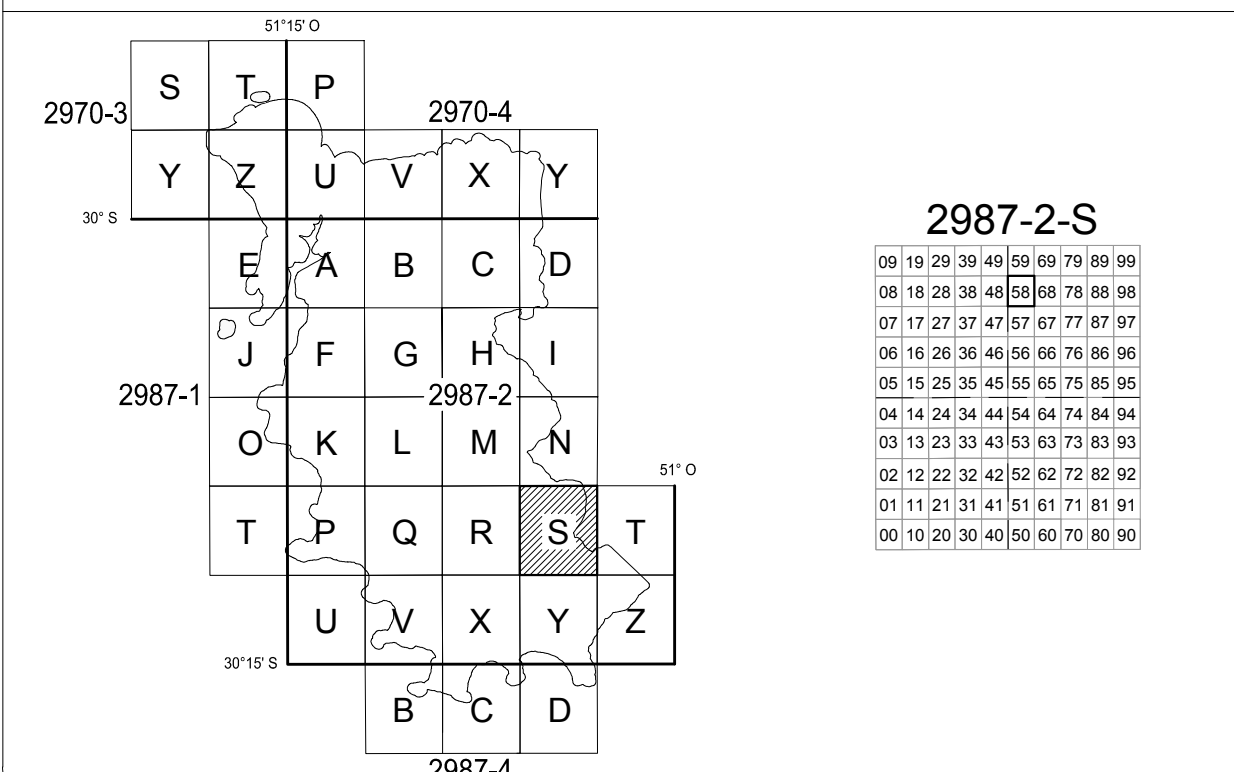 51°15' O
S T P
2970-3 2970-4
Y Z U V X Y
30° S
E A B C D
J F G H I
2987-1 2987-2
O K L M N
51° O
T P Q R S T
U V X Y Z
30°15' S
B C D
2987-4
2987-2-S
09 19 29 39 49 59 69 79 89 99
08 18 28 38 48 58 68 78 88 98
07 17 27 37 47 57 67 77 87 97
06 16 26 36 46 56 66 76 86 96
05 15 25 35 45 55 65 75 85 95
04 14 24 34 44 54 64 74 84 94
03 13 23 33 43 53 63 73 83 93
02 12 22 32 42 52 62 72 82 92
01 11 21 31 41 51 61 71 81 91
00 10 20 30 40 50 60 70 80 90